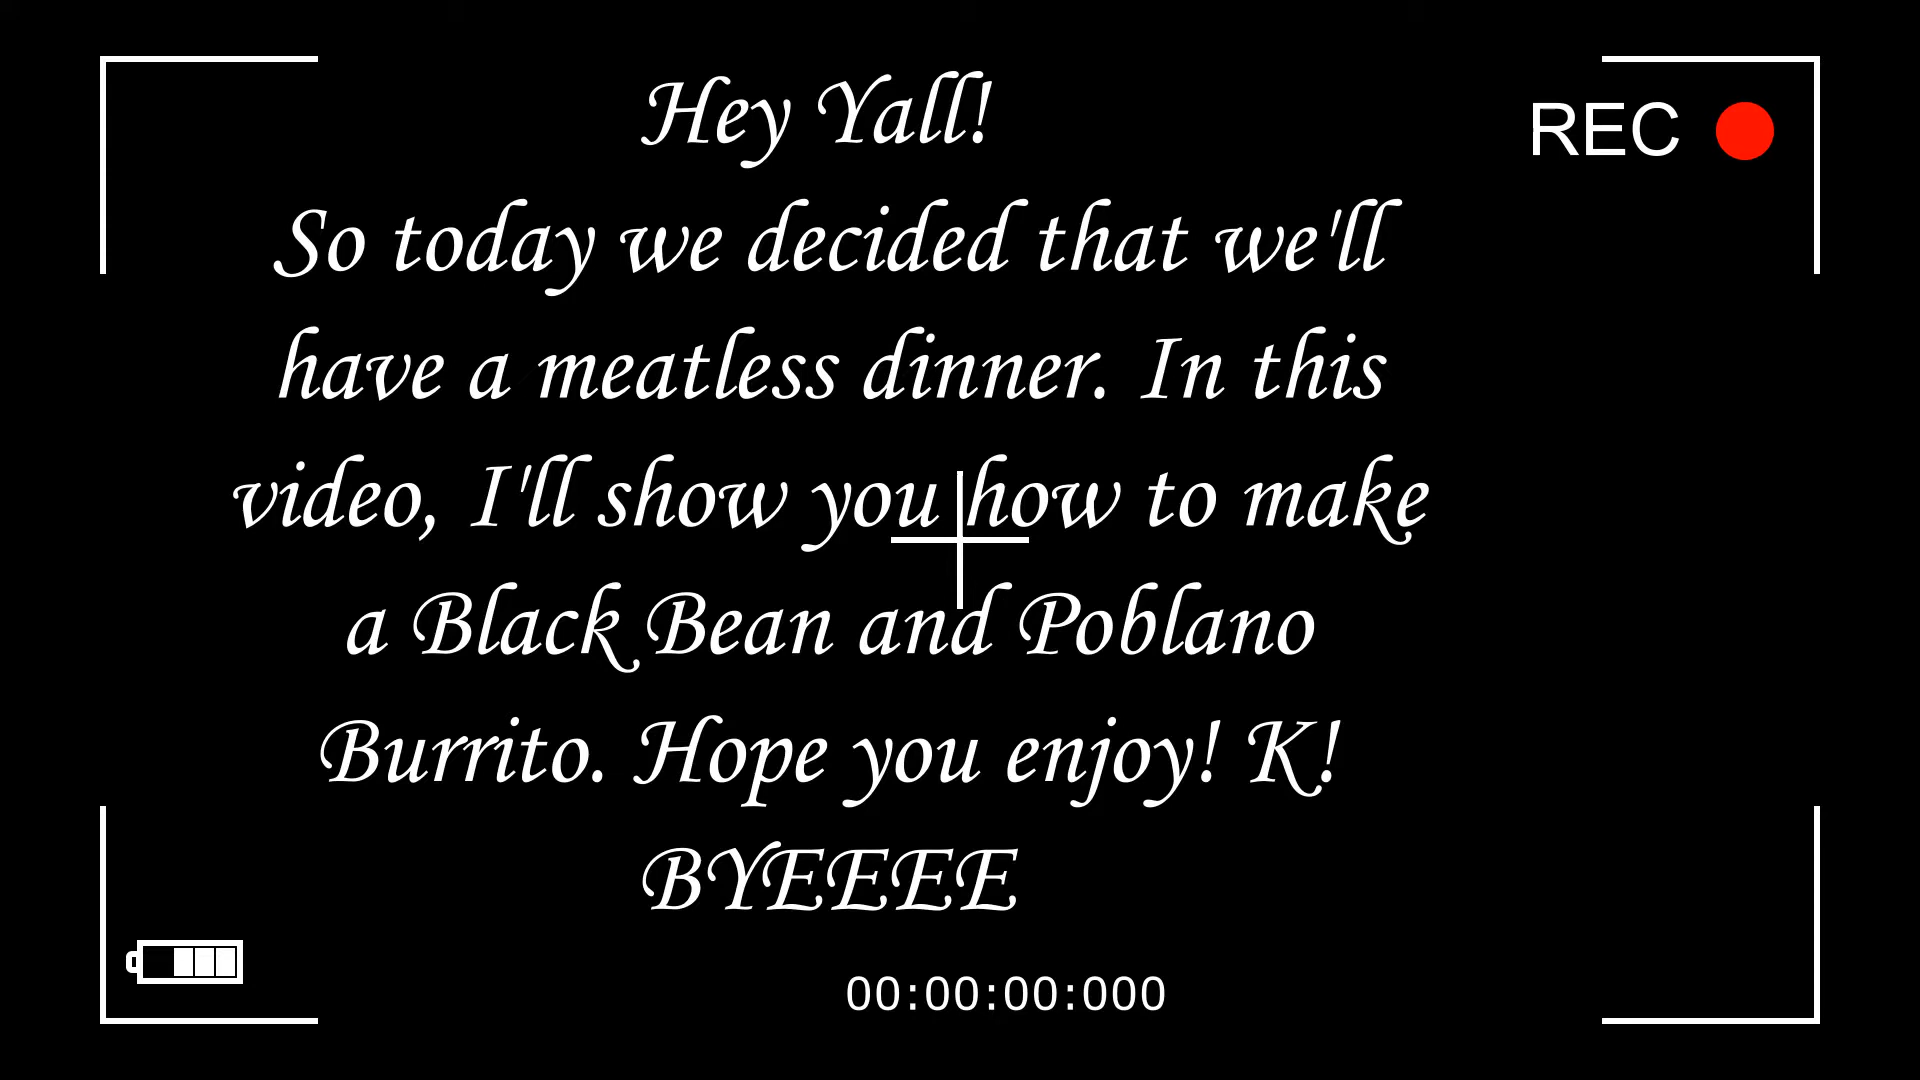 Hey Yall!
REC
So today we decided that we'll
have a meatless dinner. In this
video, I'll show you how to make
a Black Bean and Poblano
Burrito. Hope you enjoy! K!
BYEEEE
00:00:00:000